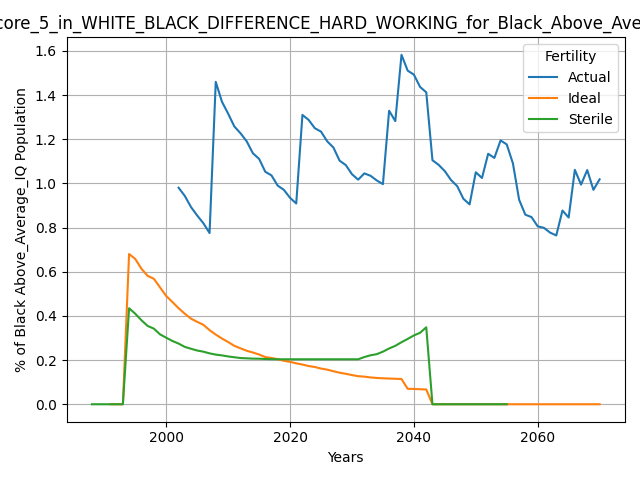 core_5_in_WHITE_BLACK_DIFFERENCE_HARD_WORKING_for_Black_Above_Ave
% of Black Above_Average_IQ Population
1.6
1.4
1.2
1.0
0.8
0.6
0.4
0.2
0.0
Fertility
Actual
Ideal
Sterile
2000
2020
2040
2060
Years